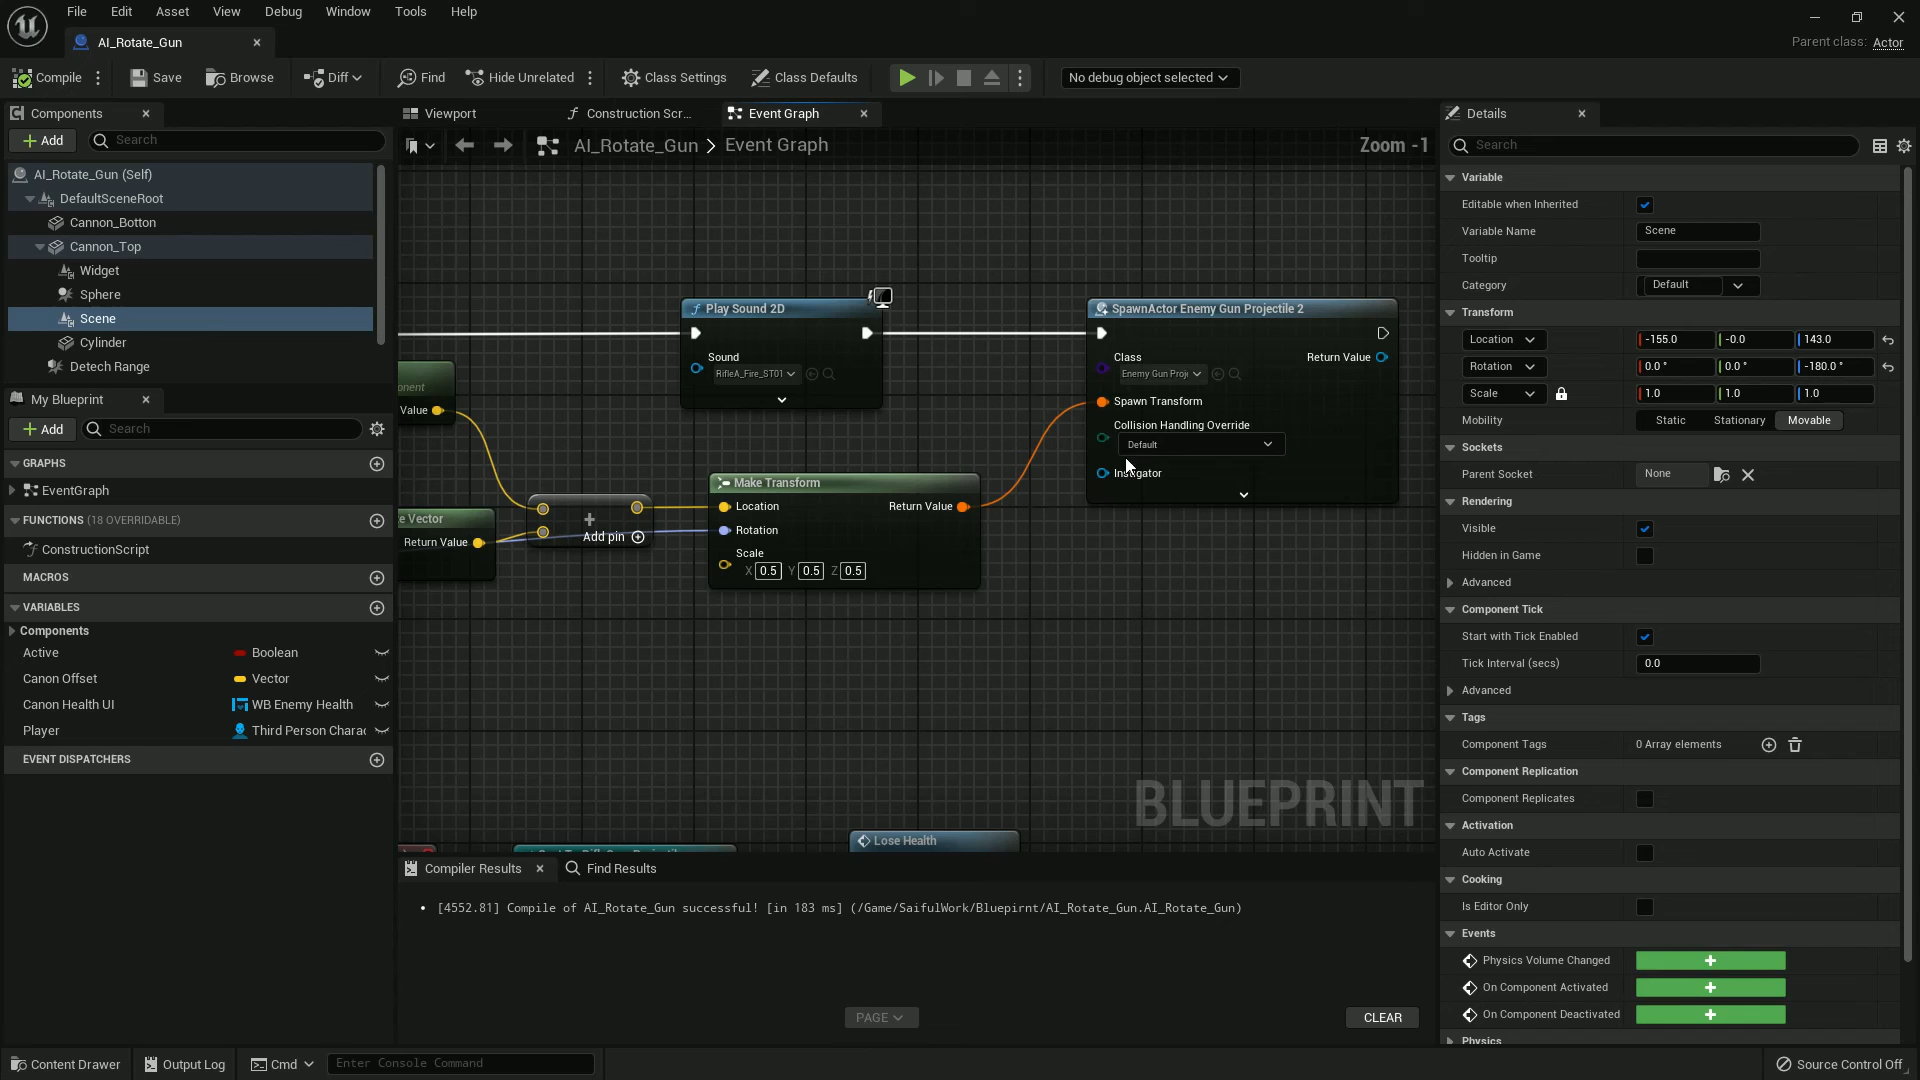 File Edit Asset View Debug Window Tools Help
AI_Rotate_Gun
Parent class: Actor
Compile Save Browse Diff Find Hide Unrelated Class Settings Class Defaults No debug object selected
Components
Add Search
AI_Rotate_Gun (Self)
DefaultSceneRoot
Cannon_Botton
Cannon_Top
Widget
Sphere
Scene
Cylinder
Detech Range
My Blueprint
Add Search
GRAPHS
EventGraph
FUNCTIONS (18 OVERRIDABLE)
ConstructionScript
MACROS
VARIABLES
Components
Active Boolean
Canon Offset Vector
Canon Health UI WB Enemy Health
Player Third Person Charac
EVENT DISPATCHERS
Viewport Construction Scr... Event Graph
AI_Rotate_Gun > Event Graph Zoom -1
Play Sound 2D
Sound
RifleA_Fire_ST01
SpawnActor Enemy Gun Projectile 2
Class Return Value
Enemy Gun Proj
Spawn Transform
Collision Handling Override
Default
Instigator
onent
Value
e Vector
Return Value
Add pin
Make Transform
Location Return Value
Rotation
Scale
X 0.5 Y 0.5 Z 0.5
BLUEPRINT
Lose Health
Compiler Results Find Results
[4552.81] Compile of AI_Rotate_Gun successful! [in 183 ms] (/Game/SaifulWork/Bluepirnt/AI_Rotate_Gun.AI_Rotate_Gun)
PAGE CLEAR
Details
Search
Variable
Editable when Inherited
Variable Name Scene
Tooltip
Category Default
Transform
Location -155.0 -0.0 143.0
Rotation 0.0 ° 0.0 ° -180.0 °
Scale 1.0 1.0 1.0
Mobility Static Stationary Movable
Sockets
Parent Socket None
Rendering
Visible
Hidden in Game
Advanced
Component Tick
Start with Tick Enabled
Tick Interval (secs) 0.0
Advanced
Tags
Component Tags 0 Array elements
Component Replication
Component Replicates
Activation
Auto Activate
Cooking
Is Editor Only
Events
Physics Volume Changed
On Component Activated
On Component Deactivated
Physics
Content Drawer Output Log Cmd Enter Console Command Source Control Off